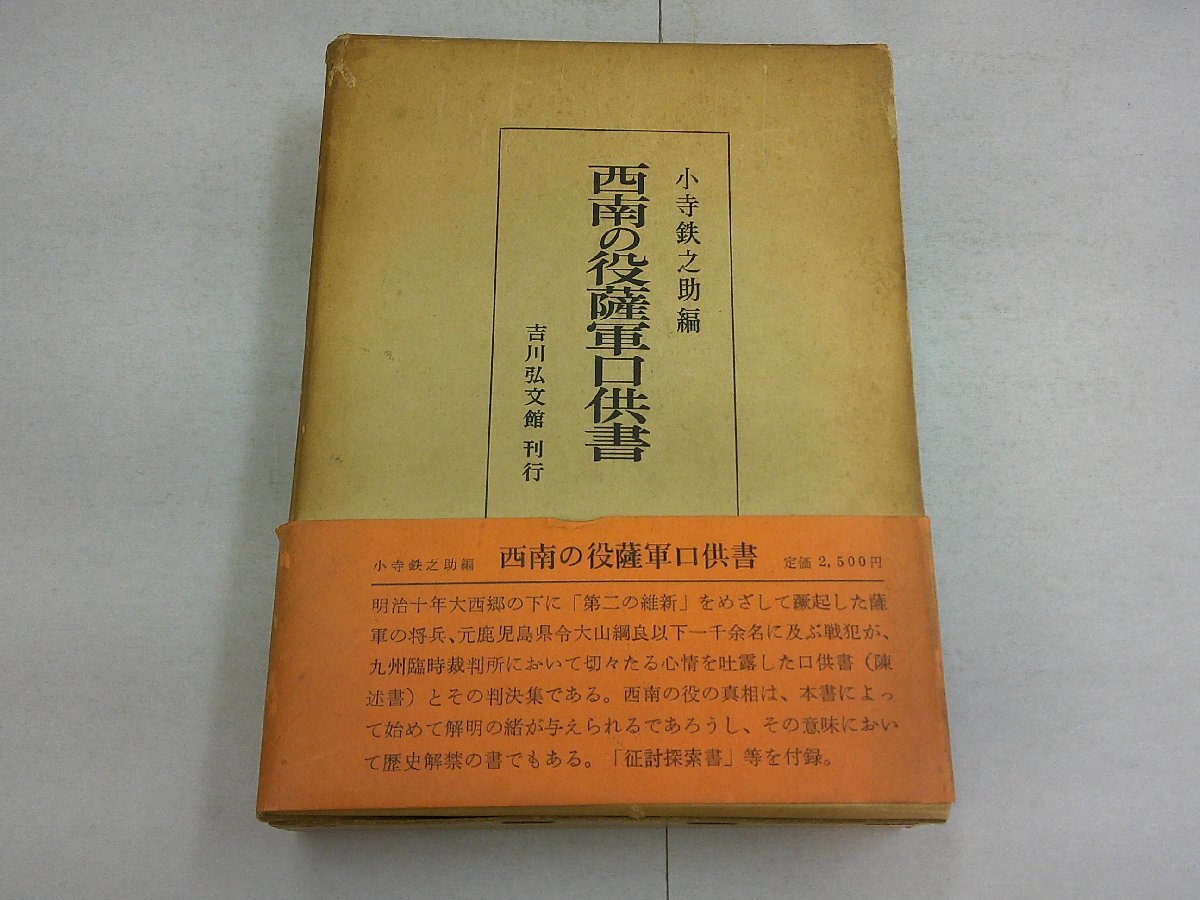 小寺鉄之助編
西南の役薩軍口供書
吉川弘文館 刊行
小寺鉄之助編 西南の役薩軍口供書 定価 2,500円
明治十年大西郷の下に「第二の維新」をめざして蹶起した薩
軍の将兵、元鹿児島県令大山綱良以下一千余名に及ぶ戦犯が、
九州臨時裁判所において切々たる心情を吐露した口供書（陳
述書）とその判決集である。西南の役の真相は、本書によっ
て始めて解明の緒が与えられるであろうし、その意味におい
て歴史解禁の書でもある。「征討探索書」等を付録。